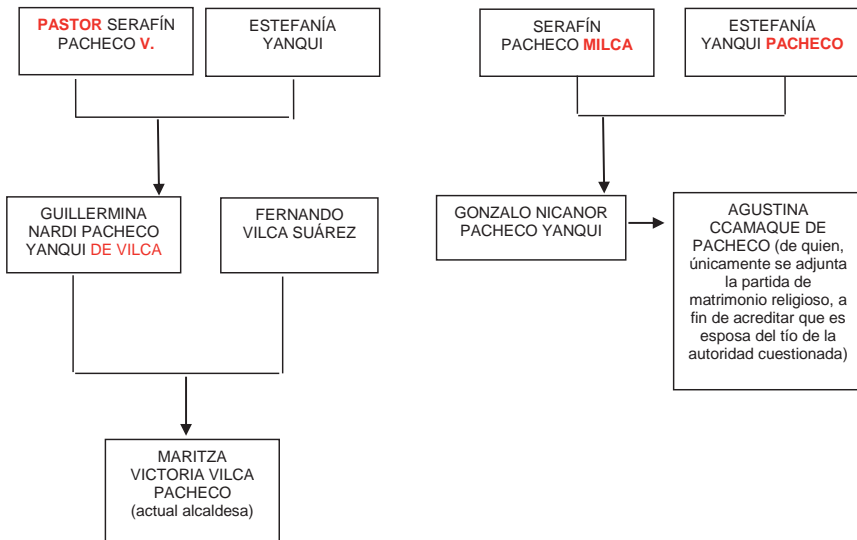 PASTOR SERAFÍN
PACHECO V.
ESTEFANÍA
YANQUI
SERAFÍN
PACHECO MILCA
ESTEFANÍA
YANQUI PACHECO
GUILLERMINA
NARDI PACHECO
YANQUI DE VILCA
FERNANDO
VILCA SUÁREZ
GONZALO NICANOR
PACHECO YANQUI
AGUSTINA
CCAMAQUE DE
PACHECO (de quien,
únicamente se adjunta
la partida de
matrimonio religioso, a
fin de acreditar que es
esposa del tío de la
autoridad cuestionada)
MARITZA
VICTORIA VILCA
PACHECO
(actual alcaldesa)